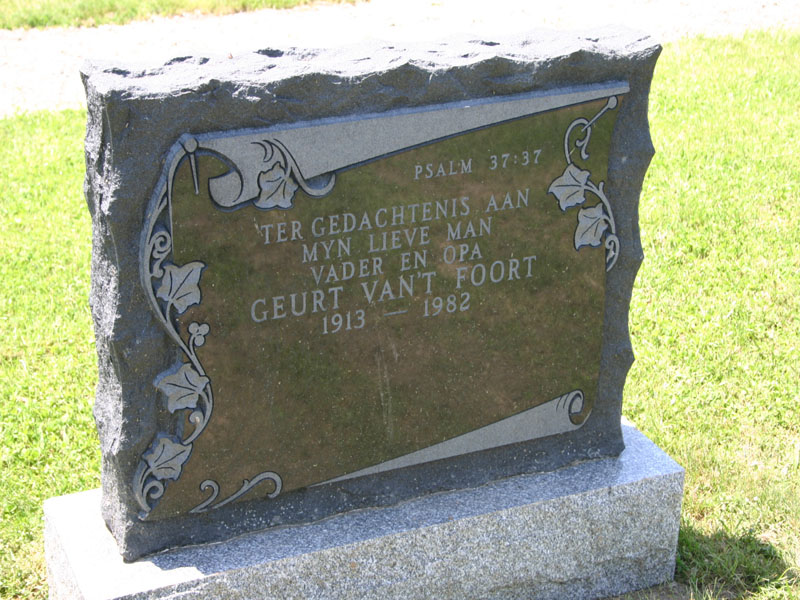 PSALM 37:37
TER GEDACHTENIS AAN
MYN LIEVE MAN
VADER EN OPA
GEURT VAN'T FOORT
1913 — 1982